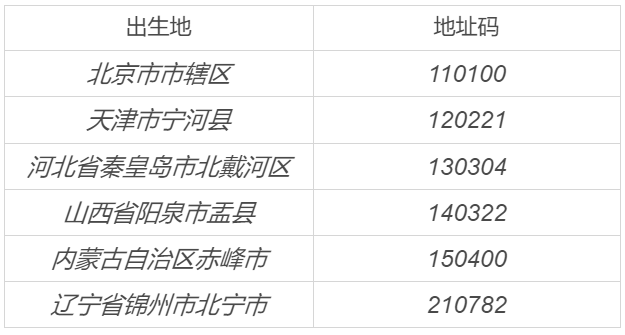 出生地 地址码
北京市市辖区 110100
天津市宁河县 120221
河北省秦皇岛市北戴河区 130304
山西省阳泉市盂县 140322
内蒙古自治区赤峰市 150400
辽宁省锦州市北宁市 210782